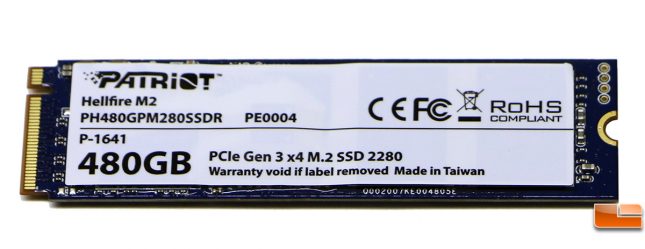 PATRIOT
Hellfire M2
PH480GPM280SSDR PE0004
P-1641
480GB PCIe Gen 3 x4 M.2 SSD 2280
Warranty void if label removed Made in Taiwan
CE FC RoHS
COMPLIANT
0002007KE004805E